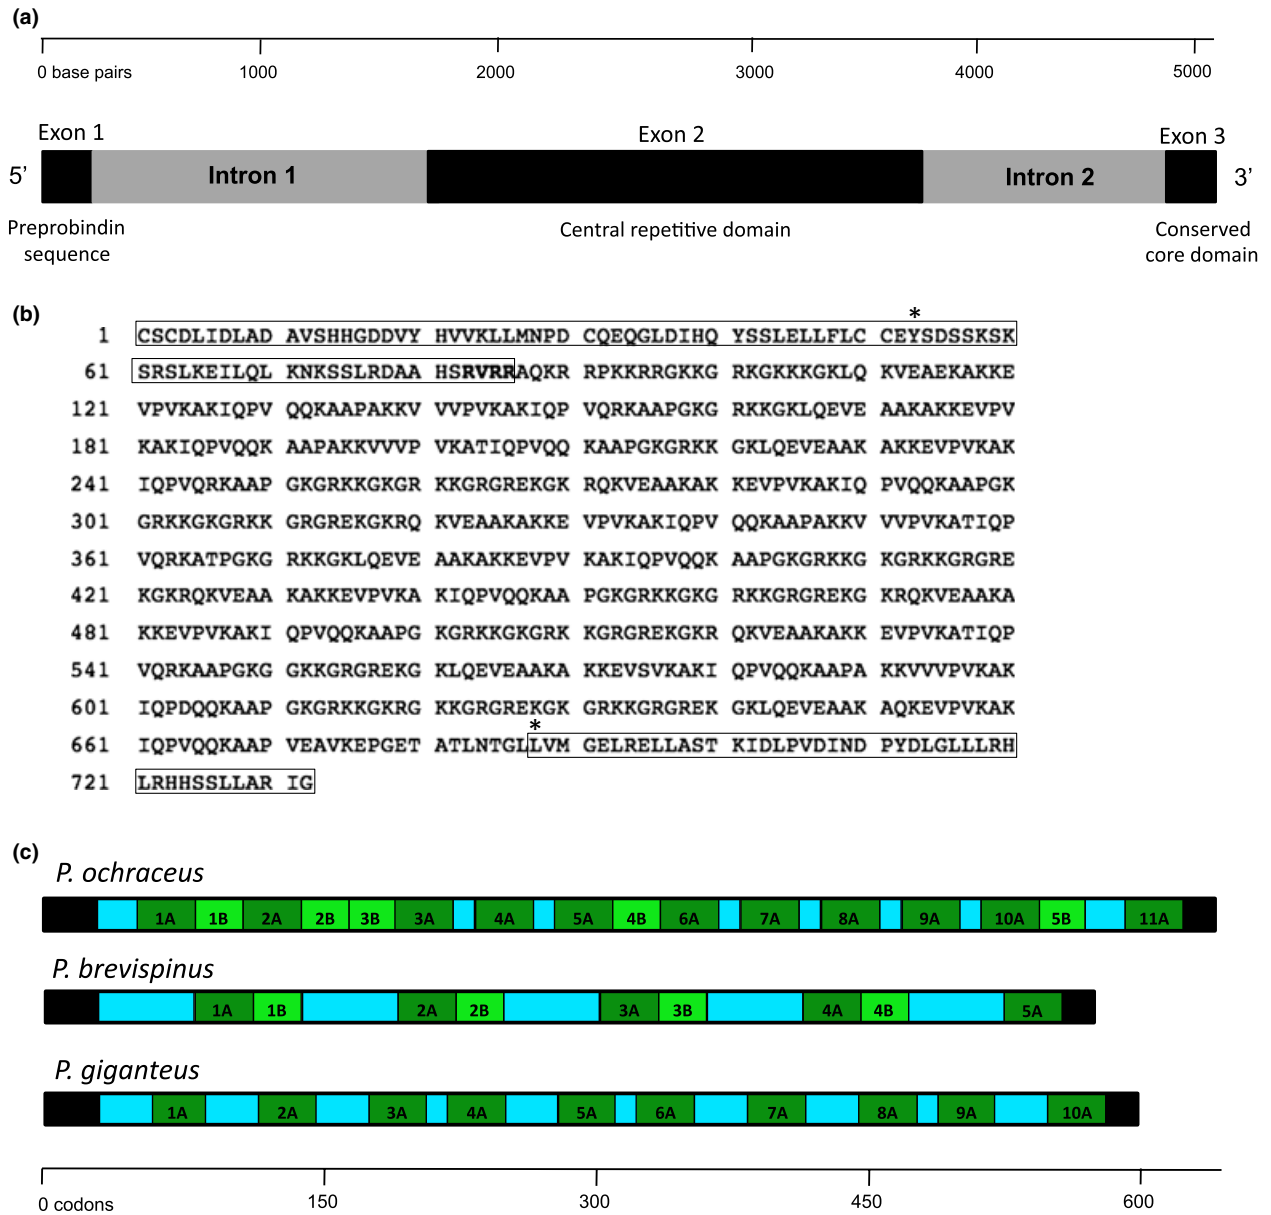 (a)
0 base pairs 1000 2000 3000 4000 5000
Exon 1 Exon 2 Exon 3
5’ Intron 1 Intron 2 3’
Preprobindin sequence Central repetitive domain Conserved core domain
(b)
*
1 CSCDLIDLAD AVSHHGDDVY HVVKLLMNPD CQEQGLDIHQ YSSLELLFLC CEYSDSSKSK
61 SRSLKEILQL KNKSSLRDAA HSRVRRAQKR RPKKRRGKKG RKGKKKGKLQ KVEAEKAKKE
121 VPVKAKIQPV QQKAAPAKKV VVPVKAKIQP VQRKAAPGKG RKKGKLQEVE AAKAKKEVPV
181 KAKIQPVQQK AAPAKKVVVP VKATIQPVQQ KAAPGKGRKK GKLQEVEAAK AKKEVPVKAK
241 IQPVQRKAAP GKGRKKGKGR KKGRGREKGK RQKVEAAKAK KEVPVKAKIQ PVQQKAAPGK
301 GRKKGKGRKK GRGREKGKRQ KVEAAKAKKE VPVKAKIQPV QQKAAPAKKV VVPVKATIQP
361 VQRKATPGKG RKKGKLQEVE AAKAKKEVPV KAKIQPVQQK AAPGKGRKKG KGRKKGRGRE
421 KGKRQKVEAA KAKKEVPVKA KIQPVQQKAA PGKGRKKGKG RKKGRGREKG KRQKVEAAKA
481 KKEVPVKAKI QPVQQKAAPG KGRKKGKGRK KGRGREKGKR QKVEAAKAKK EVPVKATIQP
541 VQRKAAPGKG GKKGRGREKG KLQEVEAAKA KKEVSVKAKI QPVQQKAAPA KKVVVPVKAK
601 IQPDQQKAAP GKGRKKGKRG KKGRGREKGK GRKKGRGREK GKLQEVEAAK AQKEVPVKAK
*
661 IQPVQQKAAP VEAVKEPGET ATLNTGLLVM GELRELLAST KIDLPVDIND PYDLGLLLRH
721 LRHHSSLLAR IG
(c)
P. ochraceus
1A 1B 2A 2B 3B 3A 4A 5A 4B 6A 7A 8A 9A 10A 5B 11A
P. brevispinus
1A 1B 2A 2B 3A 3B 4A 4B 5A
P. giganteus
1A 2A 3A 4A 5A 6A 7A 8A 9A 10A
0 codons 150 300 450 600